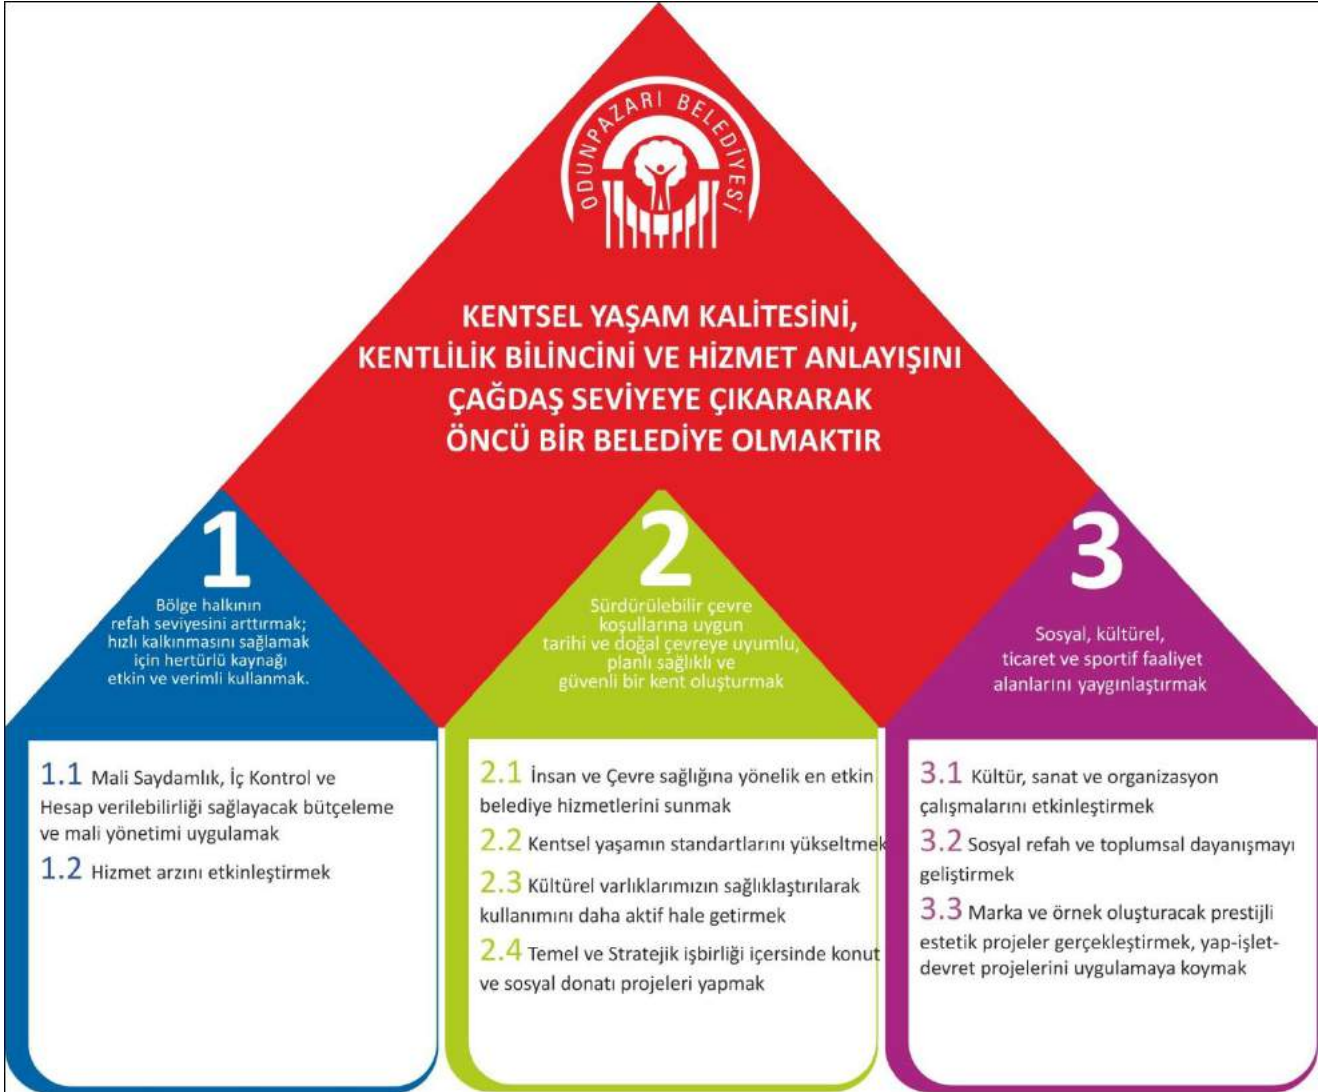 ODUNPAZARI BELEDİYESİ
KENTSEL YAŞAM KALİTESİNİ,
KENTLİLİK BİLİNCİNİ VE HİZMET ANLAYIŞINI
ÇAĞDAŞ SEVİYEYE ÇIKARARAK
ÖNCÜ BİR BELEDİYE OLMAKTIR
1
Bölge halkının
refah seviyesini arttırmak;
hızlı kalkınmasını sağlamak
için hertürlü kaynağı
etkin ve verimli kullanmak.
1.1 Mali Saydamlık, İç Kontrol ve
Hesap verilebilirliği sağlayacak bütçeleme
ve mali yönetimi uygulamak
1.2 Hizmet arzını etkinleştirmek
2
Sürdürülebilir çevre
koşullarına uygun
tarihi ve doğal çevreye uyumlu,
planlı sağlıklı ve
güvenli bir kent oluşturmak
2.1 İnsan ve Çevre sağlığına yönelik en etkin
belediye hizmetlerini sunmak
2.2 Kentsel yaşamın standartlarını yükseltmek
2.3 Kültürel varlıklarımızın sağlıklaştırılarak
kullanımını daha aktif hale getirmek
2.4 Temel ve Stratejik işbirliği içersinde konut
ve sosyal donatı projeleri yapmak
3
Sosyal, kültürel,
ticaret ve sportif faaliyet
alanlarını yaygınlaştırmak
3.1 Kültür, sanat ve organizasyon
çalışmalarını etkinleştirmek
3.2 Sosyal refah ve toplumsal dayanışmayı
geliştirmek
3.3 Marka ve örnek oluşturacak prestijli
estetik projeler gerçekleştirmek, yap-işlet-
devret projelerini uygulamaya koymak